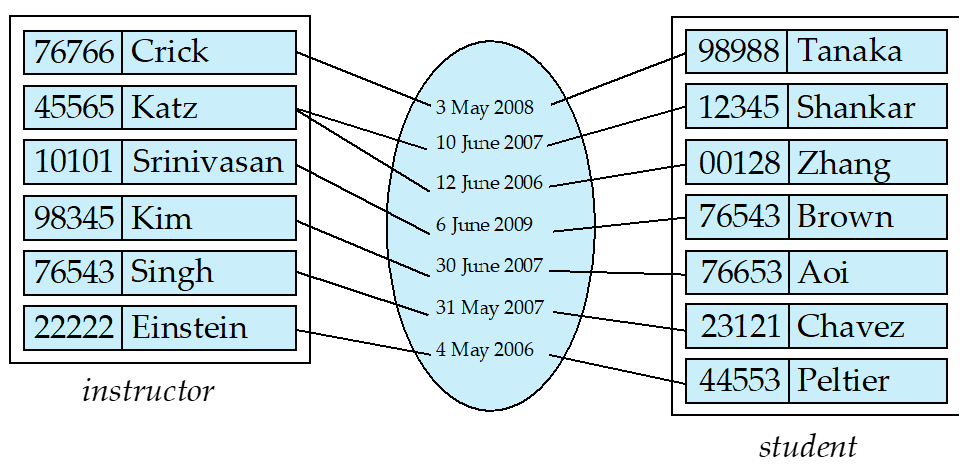 76766 Crick
45565 Katz
10101 Srinivasan
98345 Kim
76543 Singh
22222 Einstein
instructor
3 May 2008
10 June 2007
12 June 2006
6 June 2009
30 June 2007
31 May 2007
4 May 2006
98988 Tanaka
12345 Shankar
00128 Zhang
76543 Brown
76653 Aoi
23121 Chavez
44553 Peltier
student